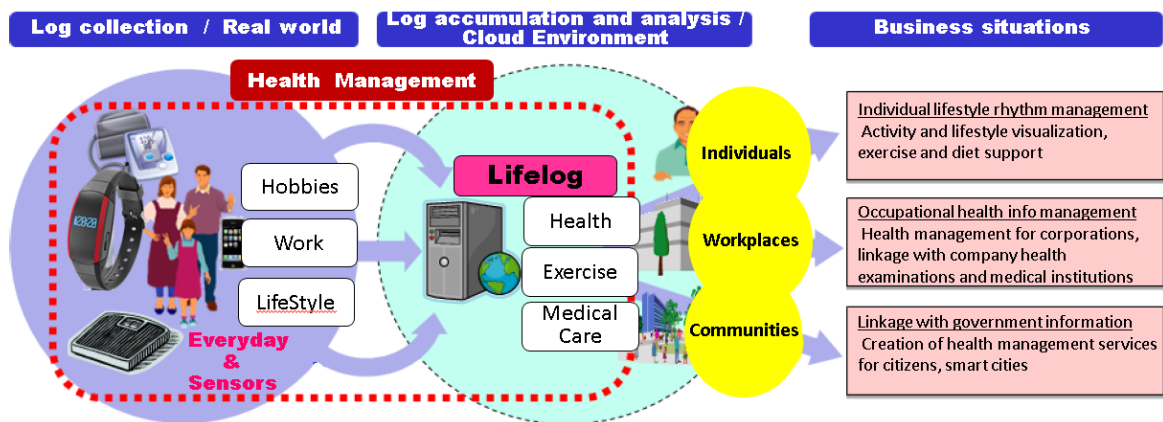 Log collection / Real world
Log accumulation and analysis /
Cloud Environment
Business situations
Health Management
Hobbies
Work
LifeStyle
Everyday
&
Sensors
Lifelog
Health
Exercise
Medical
Care
Individuals
Workplaces
Communities
Individual lifestyle rhythm management
Activity and lifestyle visualization,
exercise and diet support
Occupational health info management
Health management for corporations,
linkage with company health
examinations and medical institutions
Linkage with government information
Creation of health management services
for citizens, smart cities